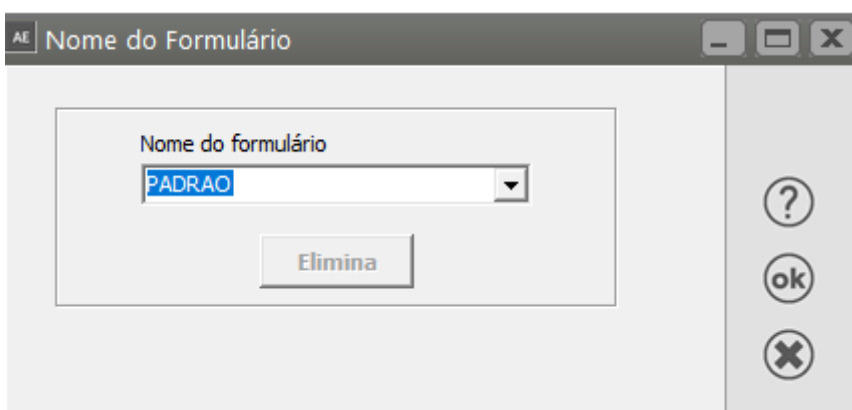 AE Nome do Formulário
Nome do formulário
PADRAO
Elimina
?
ok